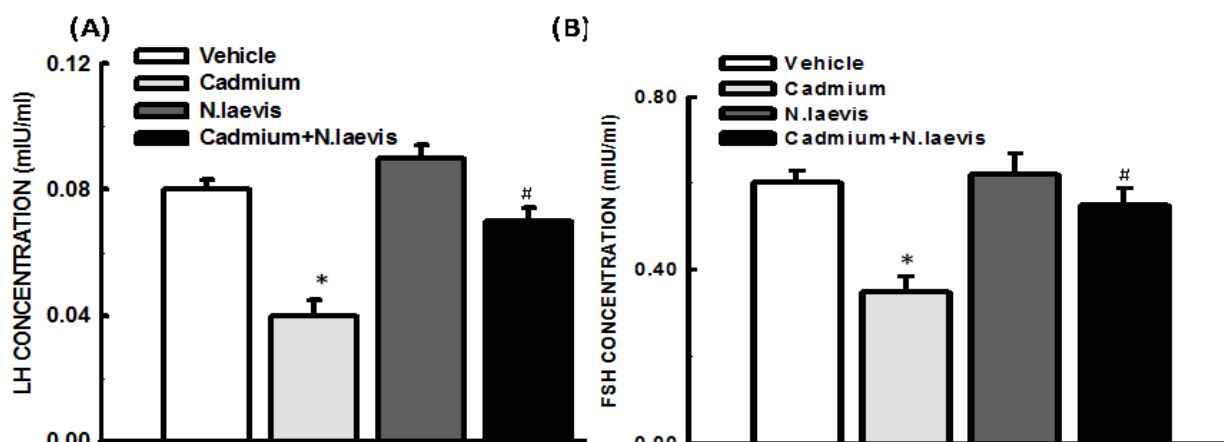 (A)
Vehicle
Cadmium
N.laevis
Cadmium+N.laevis
LH CONCENTRATION (mIU/ml)
0.12
0.08
0.04
0.00
*
#
(B)
Vehicle
Cadmium
N.laevis
Cadmium+N.laevis
FSH CONCENTRATION (mIU/ml)
0.80
0.40
0.00
*
#